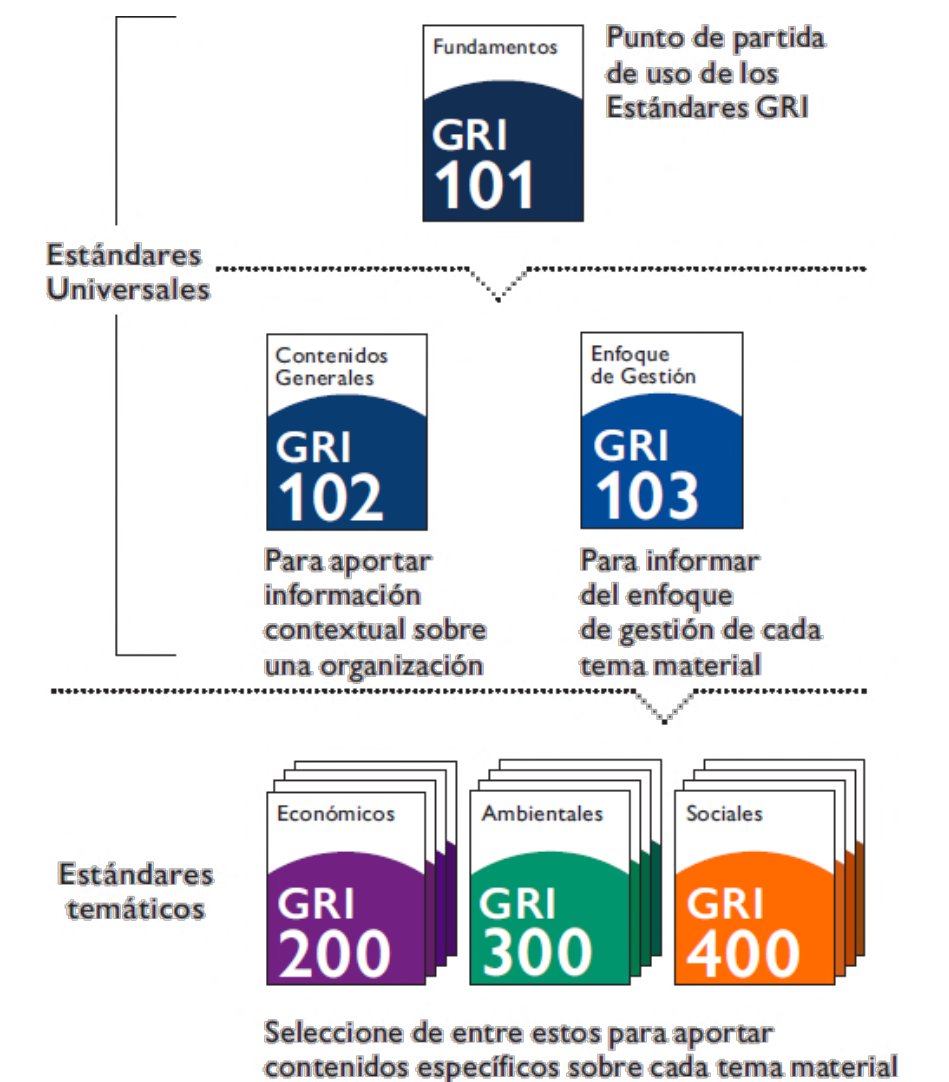 Fundamentos
GRI
101
Punto de partida
de uso de los
Estándares GRI
Estándares
Universales
Contenidos
Generales
GRI
102
Para aportar
información
contextual sobre
una organización
Enfoque
de Gestión
GRI
103
Para informar
del enfoque
de gestión de cada
tema material
Estándares
temáticos
Económicos
GRI
200
Ambientales
GRI
300
Sociales
GRI
400
Seleccione de entre estos para aportar
contenidos específicos sobre cada tema material